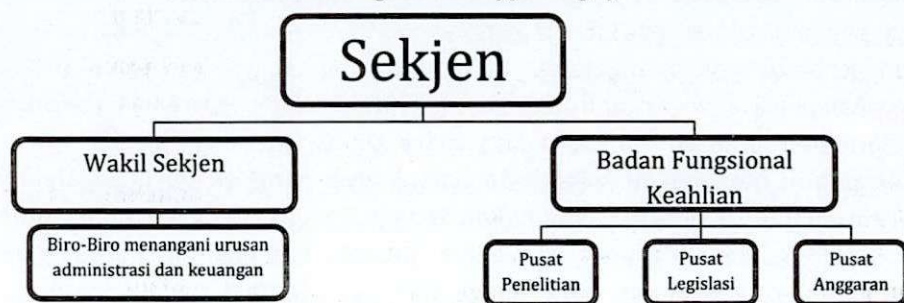 Sekjen
Wakil Sekjen
Badan Fungsional
Keahlian
Biro-Biro menangani urusan
administrasi dan keuangan
Pusat
Penelitian
Pusat
Legislasi
Pusat
Anggaran